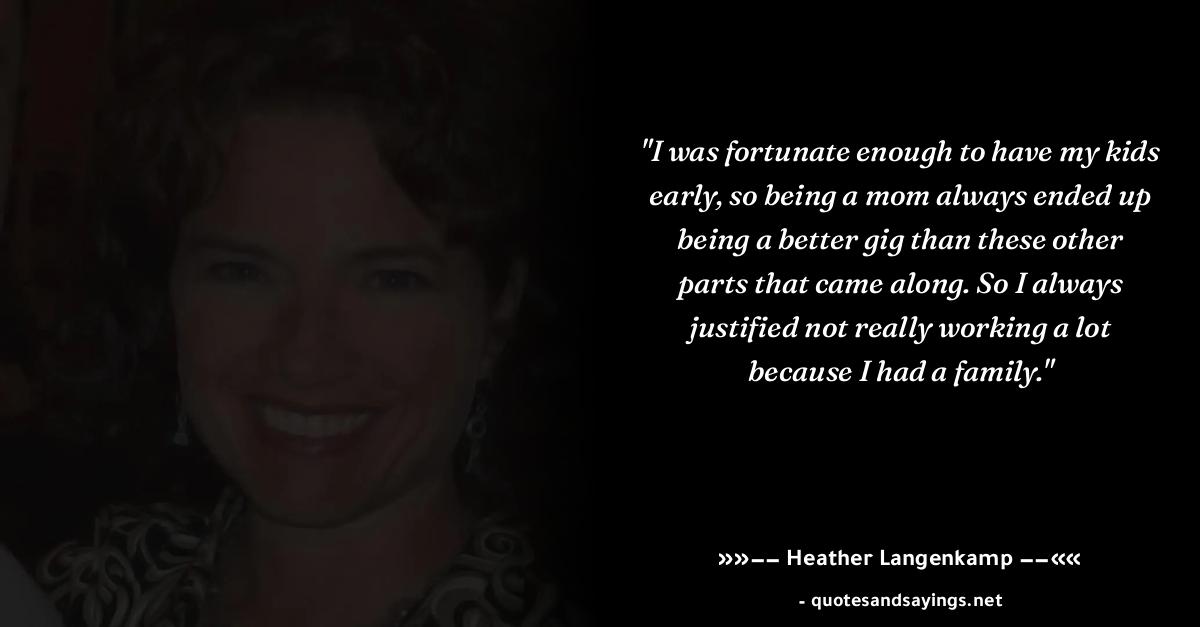 "I was fortunate enough to have my kids
early, so being a mom always ended up
being a better gig than these other
parts that came along. So I always
justified not really working a lot
because I had a family."
»»−− Heather Langenkamp −−««
- quotesandsayings.net